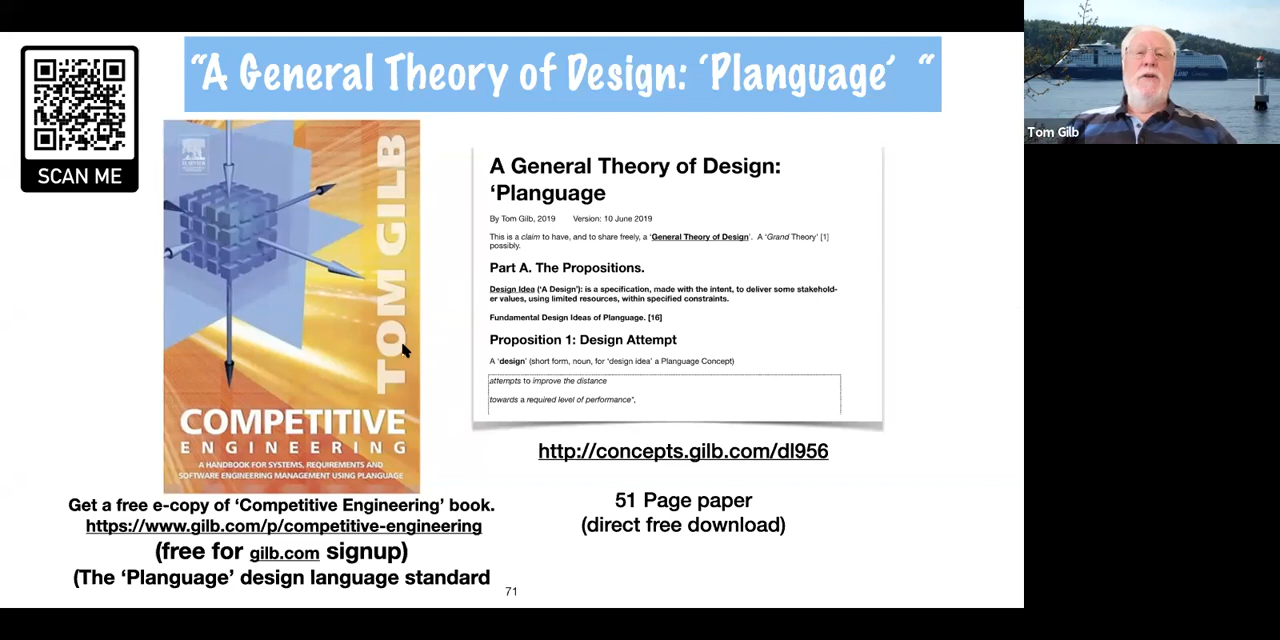 “A General Theory of Design: ‘Planguage’ “
SCAN ME
TOM GILB
COMPETITIVE
ENGINEERING
A HANDBOOK FOR SYSTEMS, REQUIREMENTS AND
SOFTWARE ENGINEERING MANAGEMENT USING PLANGUAGE
Get a free e-copy of ‘Competitive Engineering’ book.
https://www.gilb.com/p/competitive-engineering
(free for gilb.com signup)
(The ‘Planguage’ design language standard
A General Theory of Design:
‘Planguage
By Tom Gilb, 2019 Version: 10 June 2019
This is a claim to have, and to share freely, a ‘General Theory of Design’. A ‘Grand Theory’ [1]
possibly.
Part A. The Propositions.
Design Idea (‘A Design’): is a specification, made with the intent, to deliver some stakehold-
er values, using limited resources, within specified constraints.
Fundamental Design Ideas of Planguage. [16]
Proposition 1: Design Attempt
A ‘design’ (short form, noun, for ‘design idea’ a Planguage Concept)
attempts to improve the distance
towards a required level of performance*,
http://concepts.gilb.com/dl956
51 Page paper
(direct free download)
71
Tom Gilb